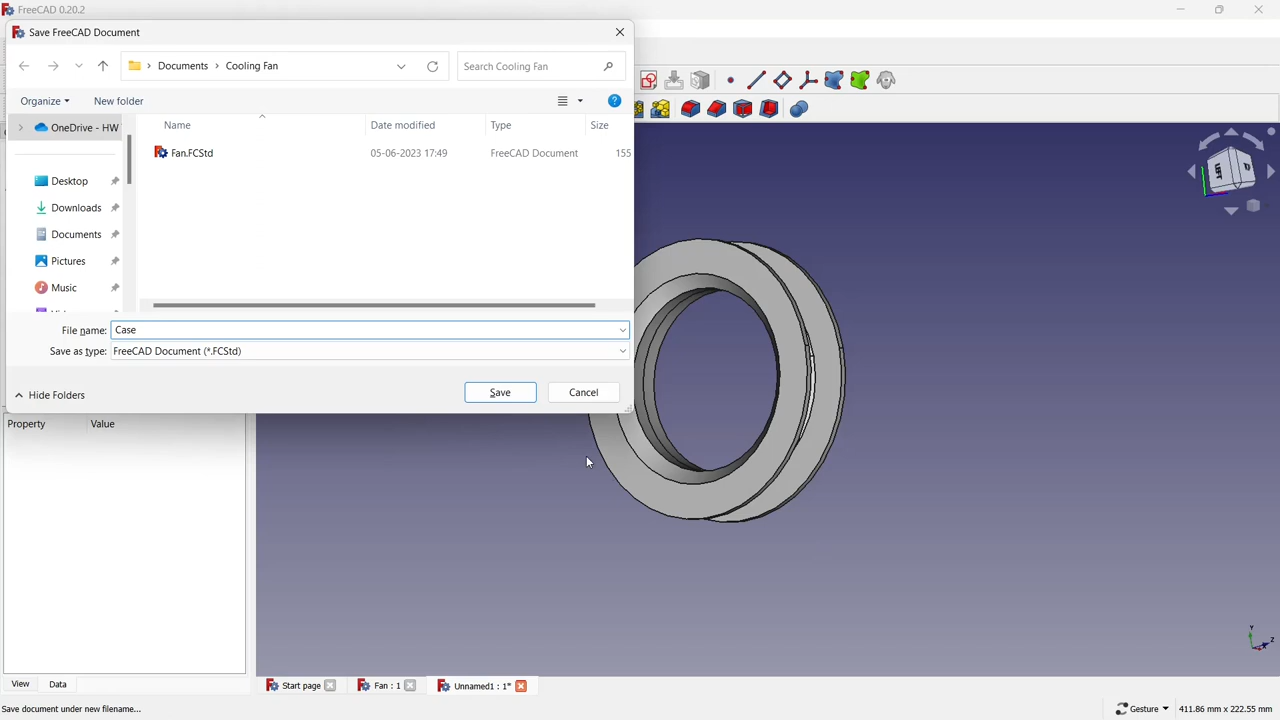 FreeCAD 0.20.2
Save FreeCAD Document
Documents
Cooling Fan
Search Cooling Fan
Organize
New folder
OneDrive - HW
Name
Date modified
Type
Size
Fan.FCStd
05-06-2023 17:49
FreeCAD Document
155
Desktop
Downloads
Documents
Pictures
Music
File name: Case
Save as type: FreeCAD Document (*.FCStd)
Hide Folders
Save
Cancel
Property
Value
View
Data
Start page
Fan : 1
Unnamed1 : 1*
Save document under new filename...
Gesture
411.86 mm x 222.55 mm
Y
Z